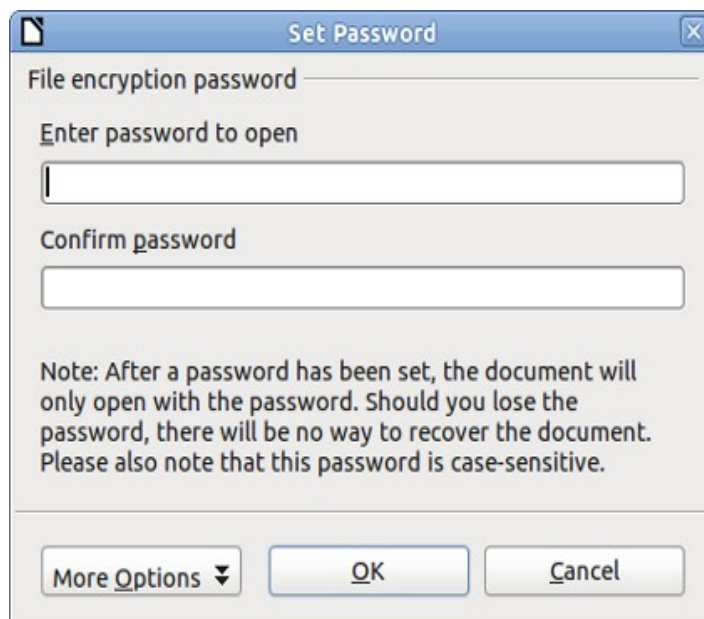 Set Password
File encryption password
Enter password to open
Confirm password
Note: After a password has been set, the document will
only open with the password. Should you lose the
password, there will be no way to recover the document.
Please also note that this password is case-sensitive.
More Options
OK
Cancel